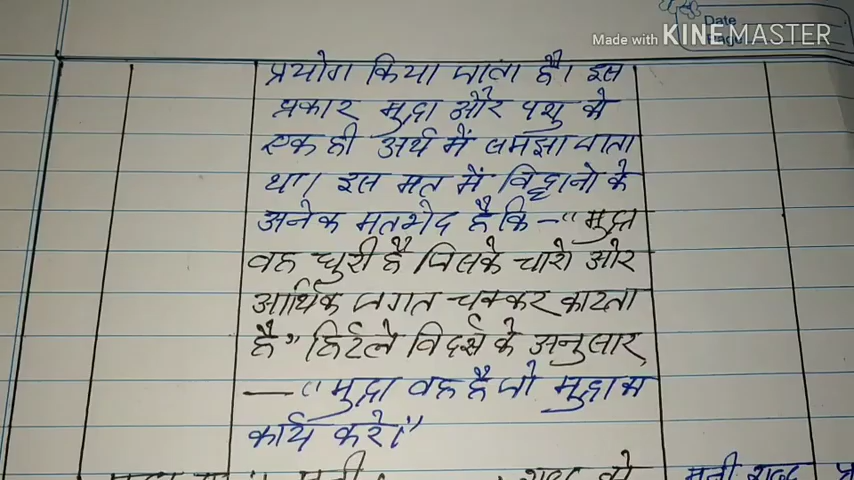 Date
Made with KINEMASTER
प्रयोग किया जाता है। इस
प्रकार मुद्रा और पशु को
एक ही अर्थ में समझा जाता
था। इस मत में विद्वानो के
अनेक मतभेद है कि -"मुद्रा
वह धुरी है जिसके चारो ओर
आर्थिक जगत चक्कर काटता
है" हिर्टले विदर्स के अनुसार,
— "मुद्रा वह है जो मुद्रा का
कार्य करे।"
मनी शब्द